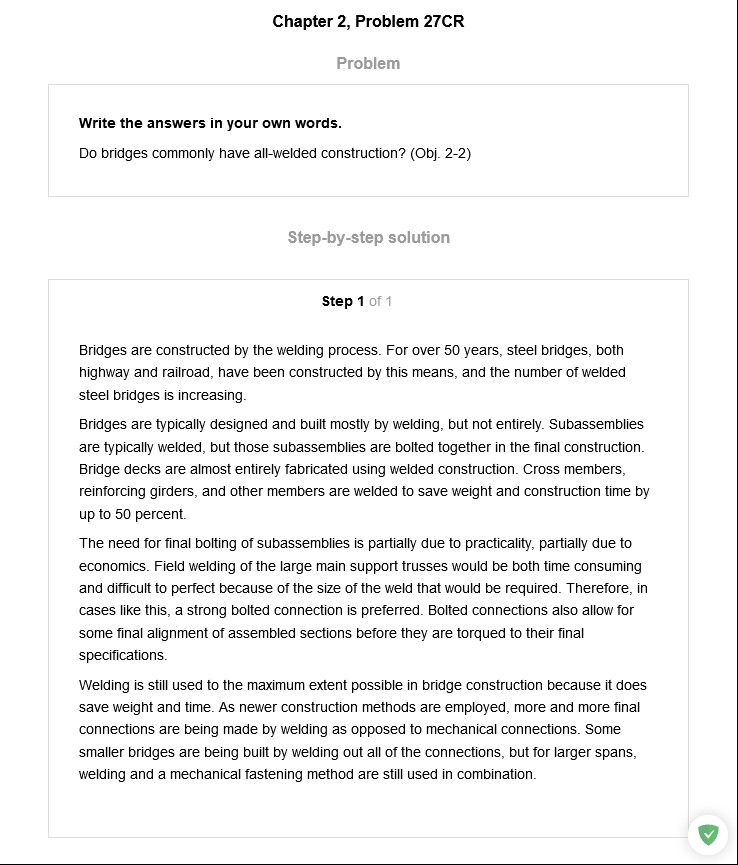 Chapter 2, Problem 27CR
Problem
Write the answers in your own words.
Do bridges commonly have all-welded construction? (Obj. 2-2)
Step-by-step solution
Step 1 of 1
Bridges are constructed by the welding process. For over 50 years, steel bridges, both
highway and railroad, have been constructed by this means, and the number of welded
steel bridges is increasing.
Bridges are typically designed and built mostly by welding, but not entirely. Subassemblies
are typically welded, but those subassemblies are bolted together in the final construction.
Bridge decks are almost entirely fabricated using welded construction. Cross members,
reinforcing girders, and other members are welded to save weight and construction time by
up to 50 percent.
The need for final bolting of subassemblies is partially due to practicality, partially due to
economics. Field welding of the large main support trusses would be both time consuming
and difficult to perfect because of the size of the weld that would be required. Therefore, in
cases like this, a strong bolted connection is preferred. Bolted connections also allow for
some final alignment of assembled sections before they are torqued to their final
specifications.
Welding is still used to the maximum extent possible in bridge construction because it does
save weight and time. As newer construction methods are employed, more and more final
connections are being made by welding as opposed to mechanical connections. Some
smaller bridges are being built by welding out all of the connections, but for larger spans,
welding and a mechanical fastening method are still used in combination.